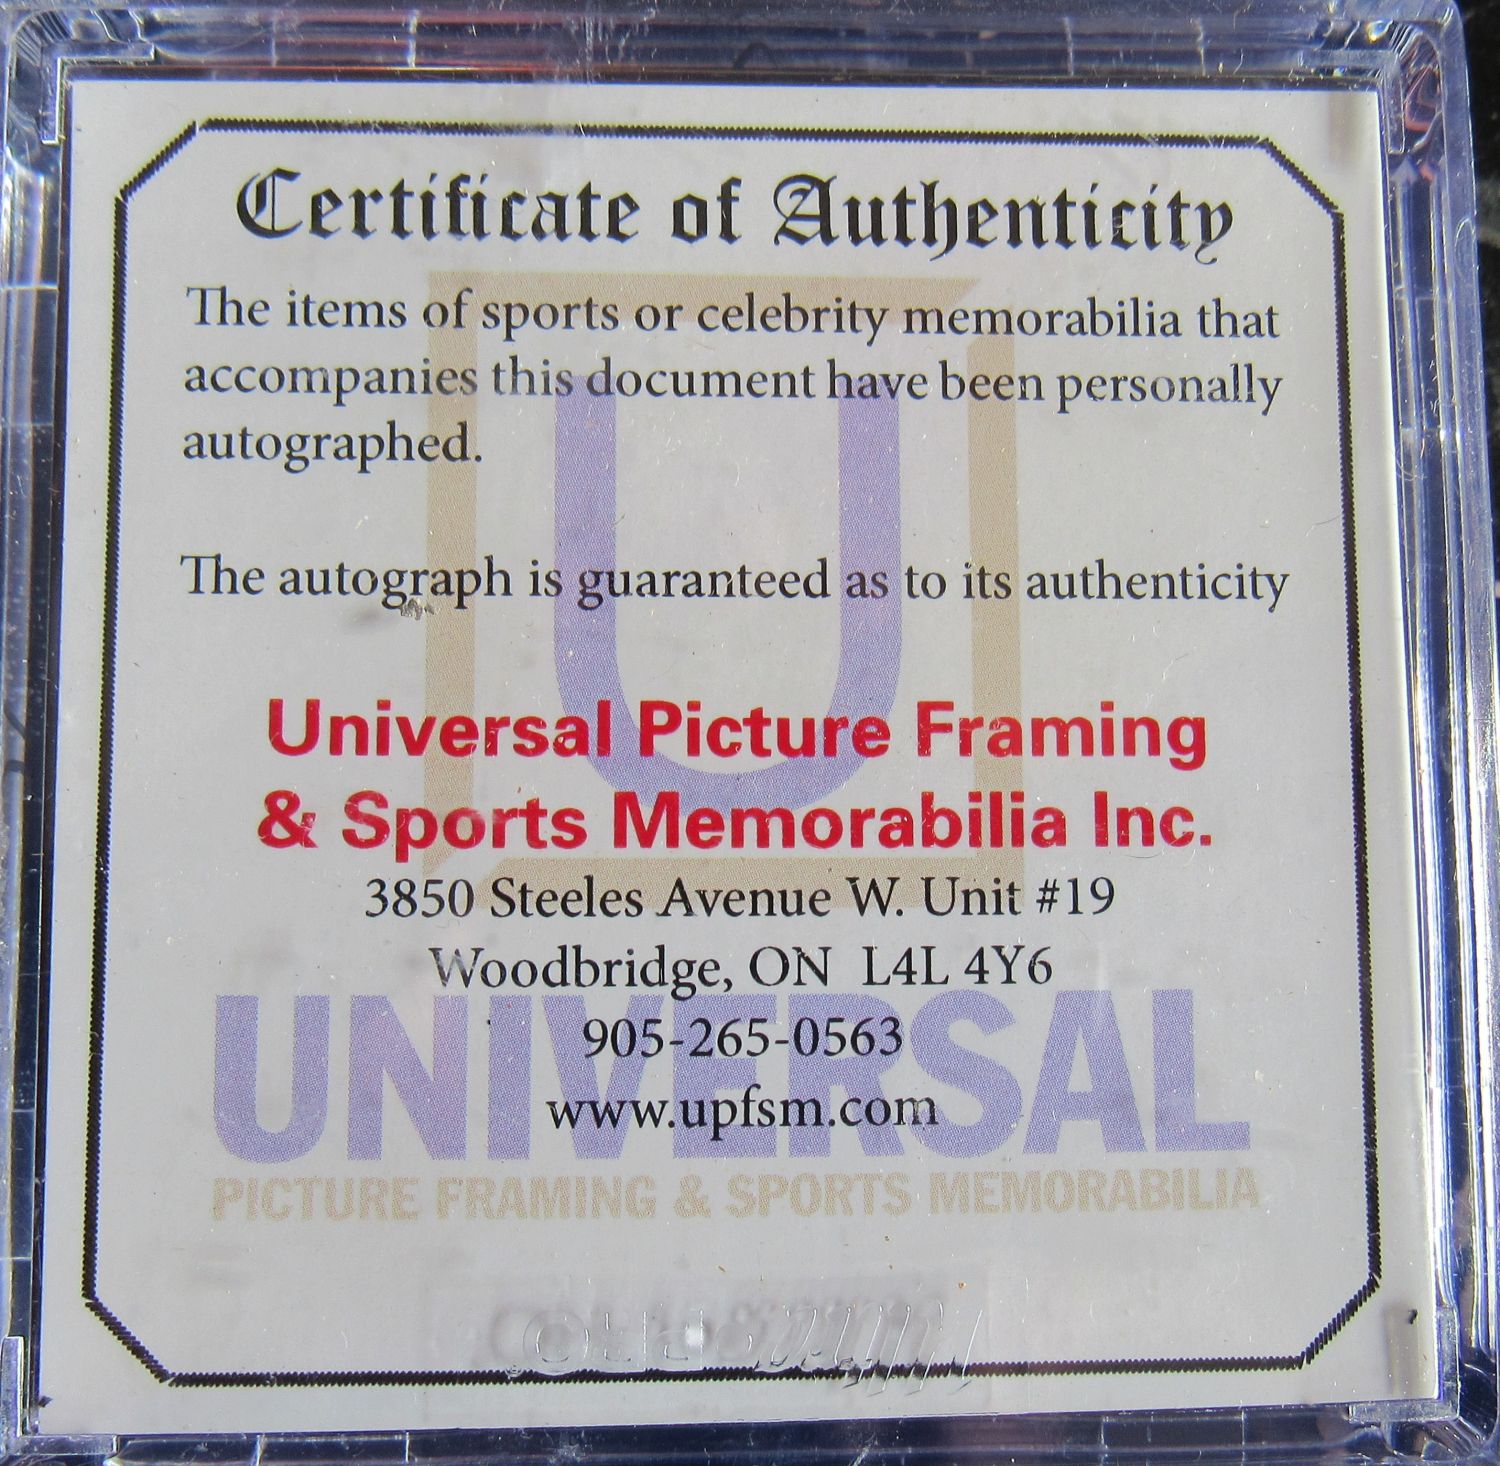 Certificate of Authenticity
The items of sports or celebrity memorabilia that
accompanies this document have been personally
autographed.
The autograph is guaranteed as to its authenticity
Universal Picture Framing
& Sports Memorabilia Inc.
3850 Steeles Avenue W. Unit #19
Woodbridge, ON L4L 4Y6
905-265-0563
www.upfsm.com
U
UNIVERSAL
PICTURE FRAMING & SPORTS MEMORABILIA